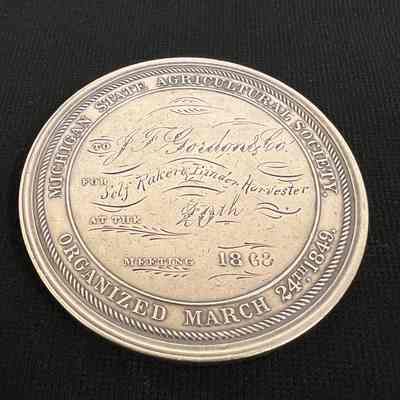 MICHIGAN STATE AGRICULTURAL SOCIETY.
TO J. F. Gordon & Co.
FOR Self Raker & Binder Harvester
AT THE 20th
MEETING 1868
ORGANIZED MARCH 24TH 1849.